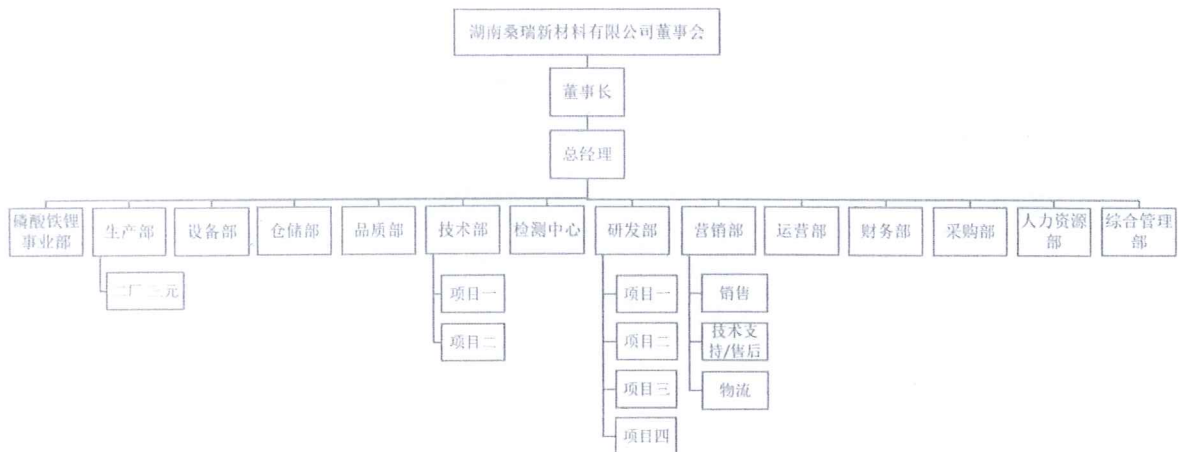 湖南桑瑞新材料有限公司董事会
董事长
总经理
磷酸铁锂
事业部
生产部
设备部
仓储部
品质部
技术部
检测中心
研发部
营销部
运营部
财务部
采购部
人力资源
部
综合管理
部
二厂 三元
项目一
项目二
项目一
项目二
项目三
项目四
销售
技术支
持/售后
物流